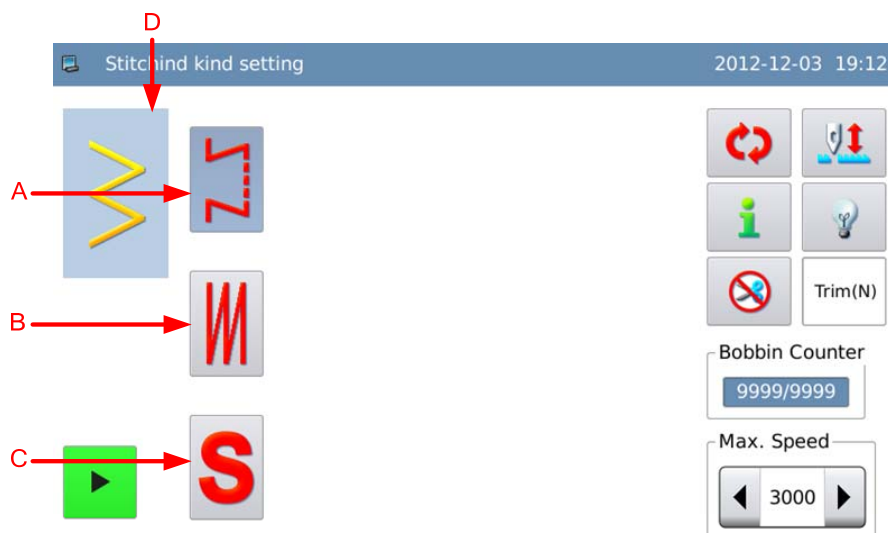 D
Stitchind kind setting
2012-12-03 19:12
A
Trim(N)
B
Bobbin Counter
9999/9999
C
S
Max. Speed
3000